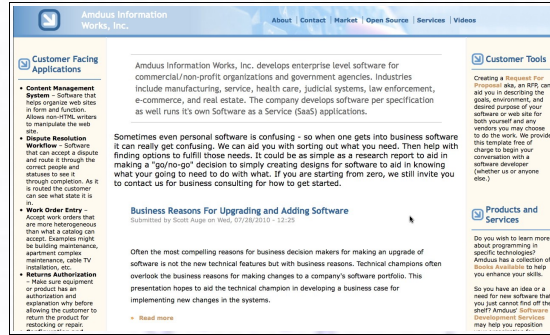 Amduus Information
Works, Inc.
About | Contact | Market | Open Source | Services | Videos
Customer Facing
Applications
• Content Management
System – Software that
helps organize web sites
in form and function.
Allows non-HTML writers
to manipulate the web
site.
• Dispute Resolution
Workflow – Software
that can accept a dispute
and route it through the
correct people and
statuses to see it
through completion. As it
is routed the customer
can see what state it is
in.
• Work Order Entry –
Accept work orders that
are more heterogeneous
than what a catalog can
accept. Examples might
be building maintenance,
apartment complex
maintenance, cable TV
installation, etc.
• Returns Authorization
– Make sure equipment
or product has an
authorization and
explanation why before
allowing the customer to
return the product for
restocking or repair.
Amduus Information Works, Inc. develops enterprise level software for
commercial/non-profit organizations and government agencies. Industries
include manufacturing, service, health care, judicial systems, law enforcement,
e-commerce, and real estate. The company develops software per specification
as well runs it's own Software as a Service (SaaS) applications.
Sometimes even personal software is confusing - so when one gets into business software
it can really get confusing. We can aid you with sorting out what you need. Then help with
finding options to fulfill those needs. It could be as simple as a research report to aid in
making a "go/no-go" decision to simply creating designs for software to aid in knowing
what your going to need to do with what. If you are starting from zero, we still invite you
to contact us for business consulting for how to get started.
Business Reasons For Upgrading and Adding Software
Submitted by Scott Auge on Wed, 07/28/2010 - 12:25
Often the most compelling reasons for business decision makers for making an upgrade of
software is not the new technical features but with business reasons. Technical champions often
overlook the business reasons for making changes to a company's software portfolio. This
presentation hopes to aid the technical champion in developing a business case for
implementing new changes in the systems.
Read more
Customer Tools
Creating a Request For
Proposal aka, an RFP, can
aid you in describing the
goals, environment, and
desired purpose of your
software or web site for
both yourself and any
vendors you may choose
to do the work. We provide
this template free of
charge to begin your
conversation with a
software developer
(whether us or anyone
else.)
Products and
Services
Do you wish to learn more
about programming in
specific technologies?
Amduus has a collection of
Books Available to help
you enhance your skills.
So you have an idea or
need for new software that
you just cannot find off the
shelf? Amduus' Software
Development Services
may help you reposition